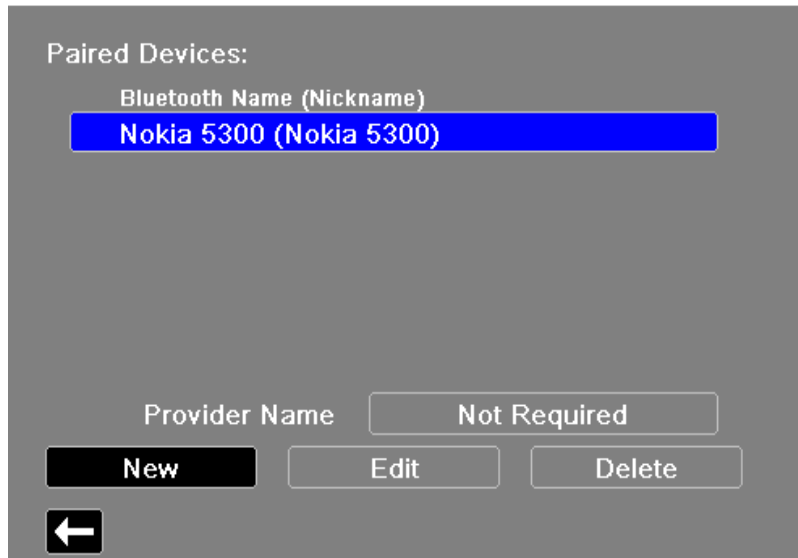 Paired Devices:
Bluetooth Name (Nickname)
Nokia 5300 (Nokia 5300)
Provider Name Not Required
New Edit Delete